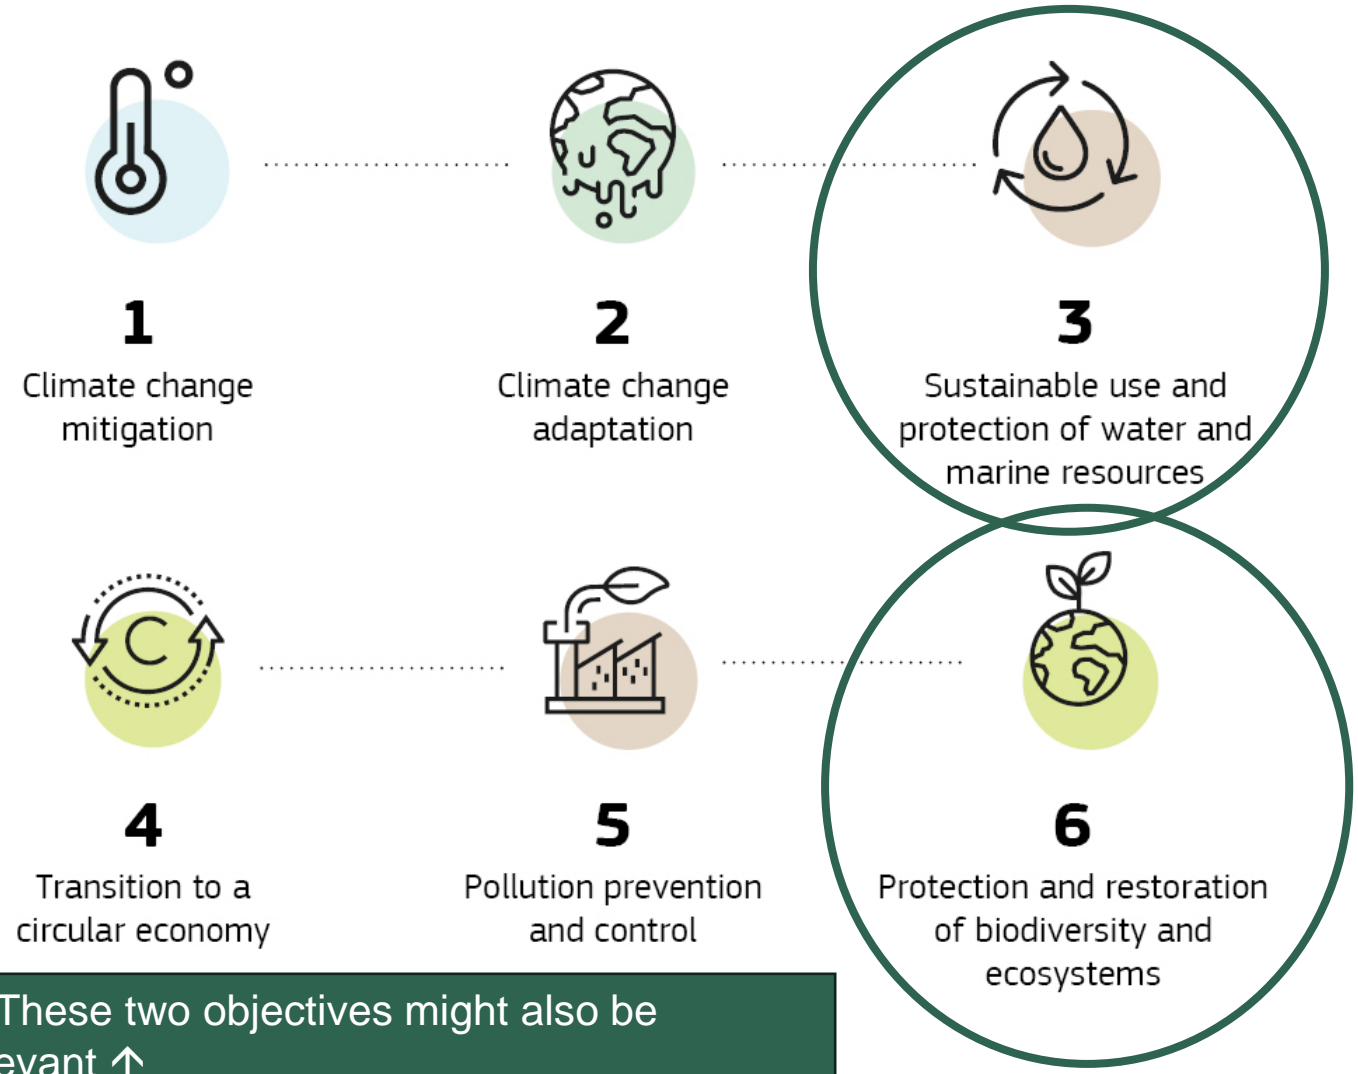 1
Climate change
mitigation
2
Climate change
adaptation
3
Sustainable use and
protection of water and
marine resources
4
Transition to a
circular economy
5
Pollution prevention
and control
6
Protection and restoration
of biodiversity and
ecosystems
These two objectives might also be
evant ↑